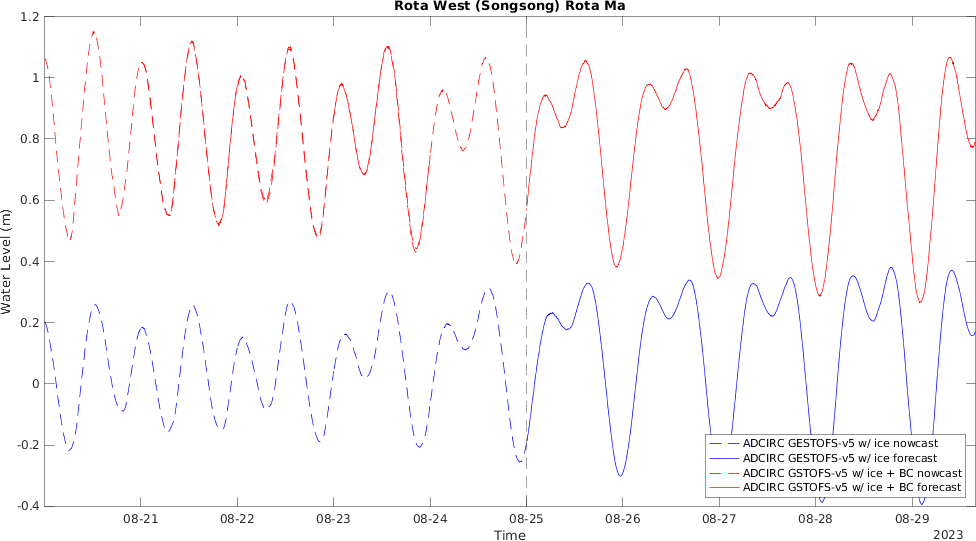 Rota West (Songsong) Rota Ma
1.2
1
0.8
0.6
0.4
0.2
0
-0.2
-0.4
Water Level (m)
ADCIRC GESTOFS-v5 w/ ice nowcast
ADCIRC GESTOFS-v5 w/ ice forecast
ADCIRC GSTOFS-v5 w/ ice + BC nowcast
ADCIRC GSTOFS-v5 w/ ice + BC forecast
08-21 08-22 08-23 08-24 08-25 08-26 08-27 08-28 08-29
Time
2023